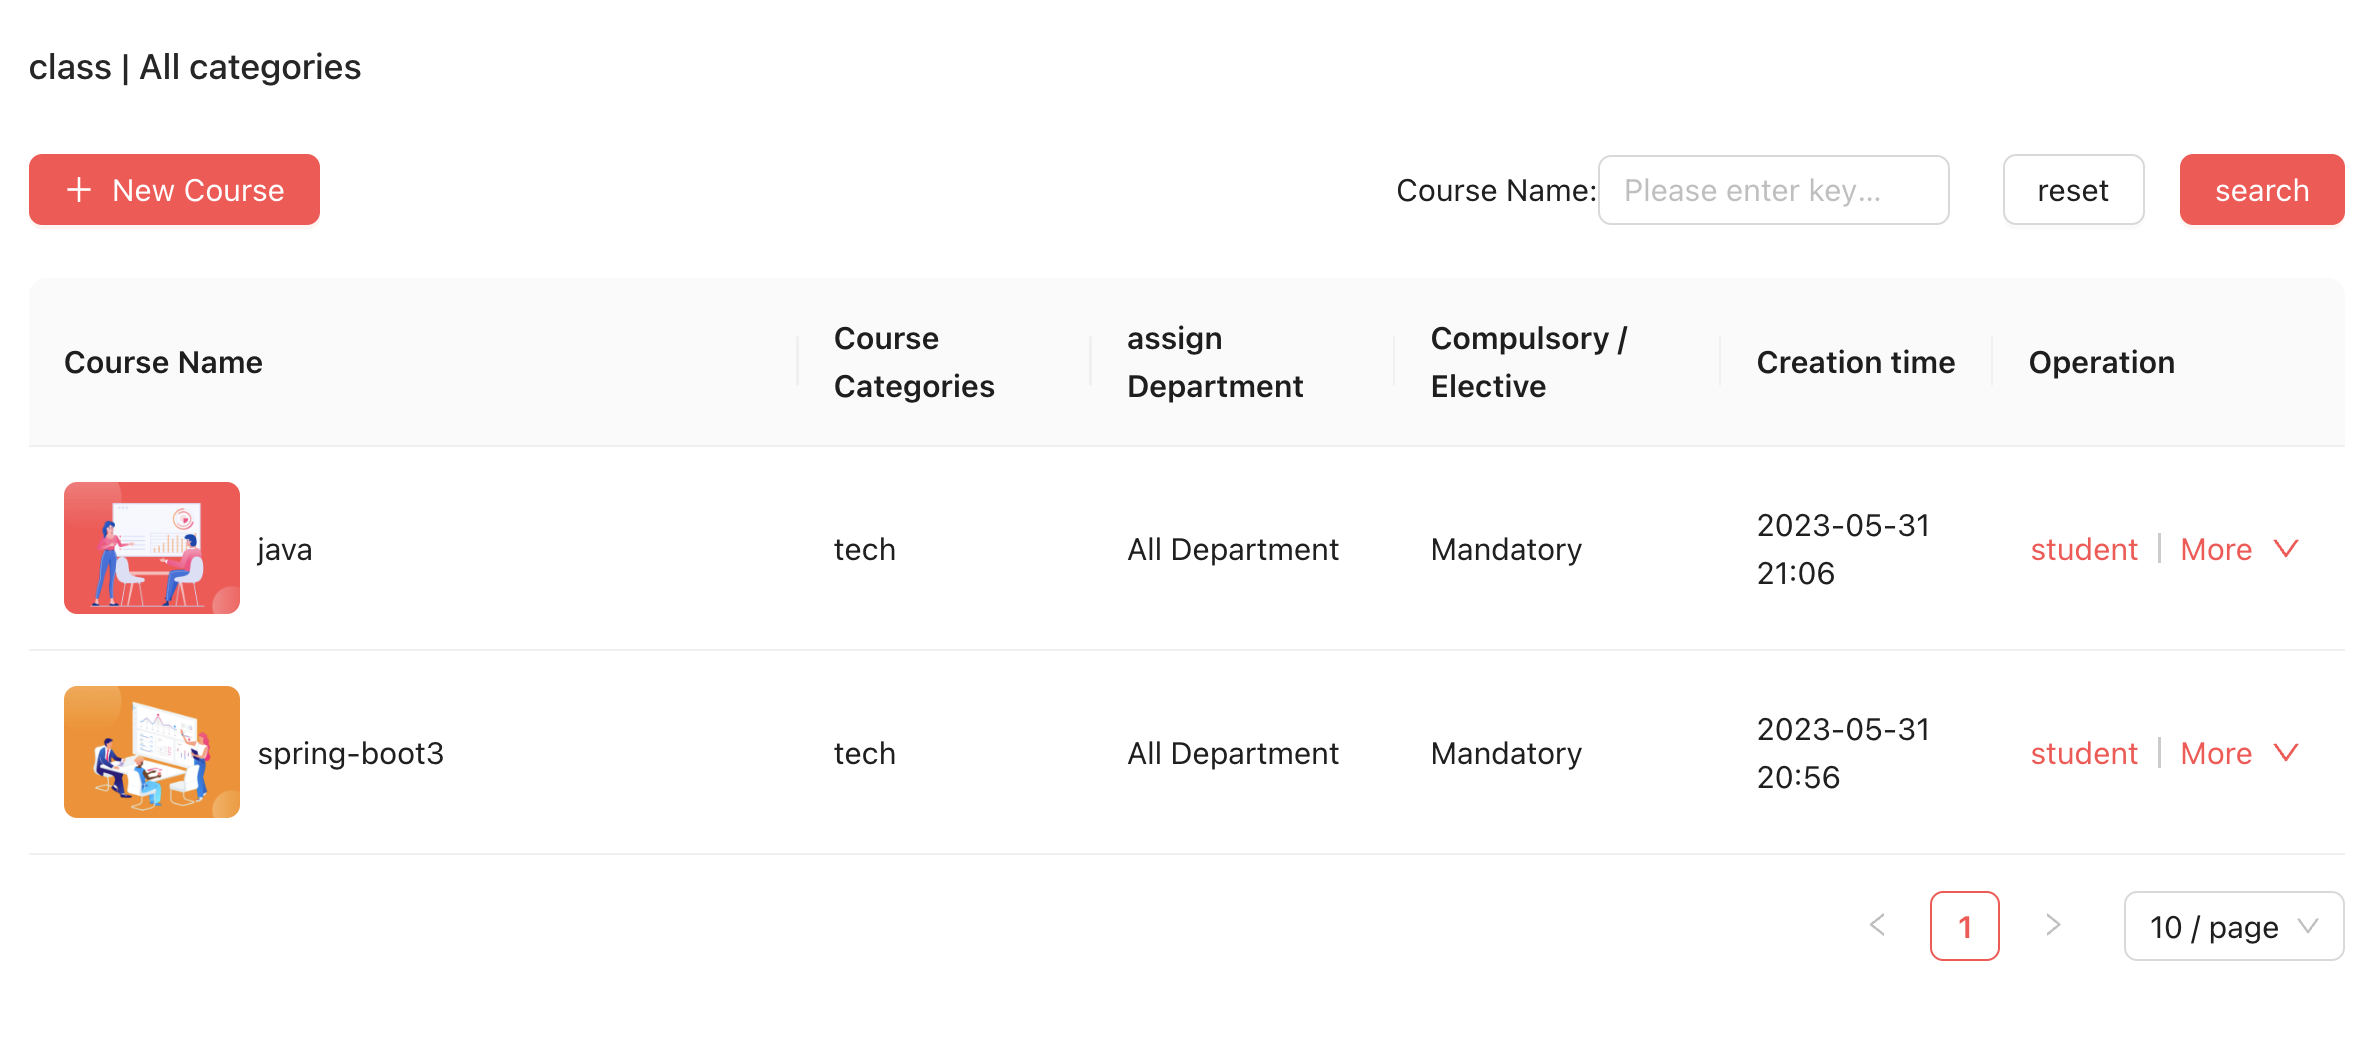 class | All categories
New Course
Course Name: Please enter key... reset search
Course Name
Course Categories
assign Department
Compulsory / Elective
Creation time
Operation
java
tech
All Department
Mandatory
2023-05-31
21:06
student | More
spring-boot3
tech
All Department
Mandatory
2023-05-31
20:56
student | More
1
10 / page